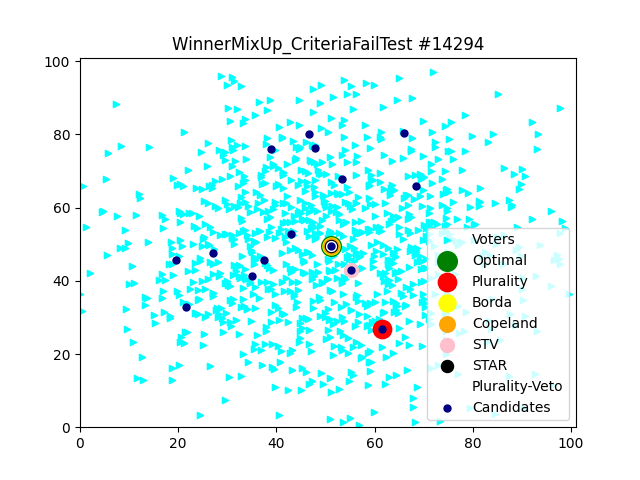 WinnerMixUp_CriteriaFailTest #14294
100
80
60
40
20
0
0
20
40
60
80
100
Voters
Optimal
Plurality
Borda
Copeland
STV
STAR
Plurality-Veto
Candidates